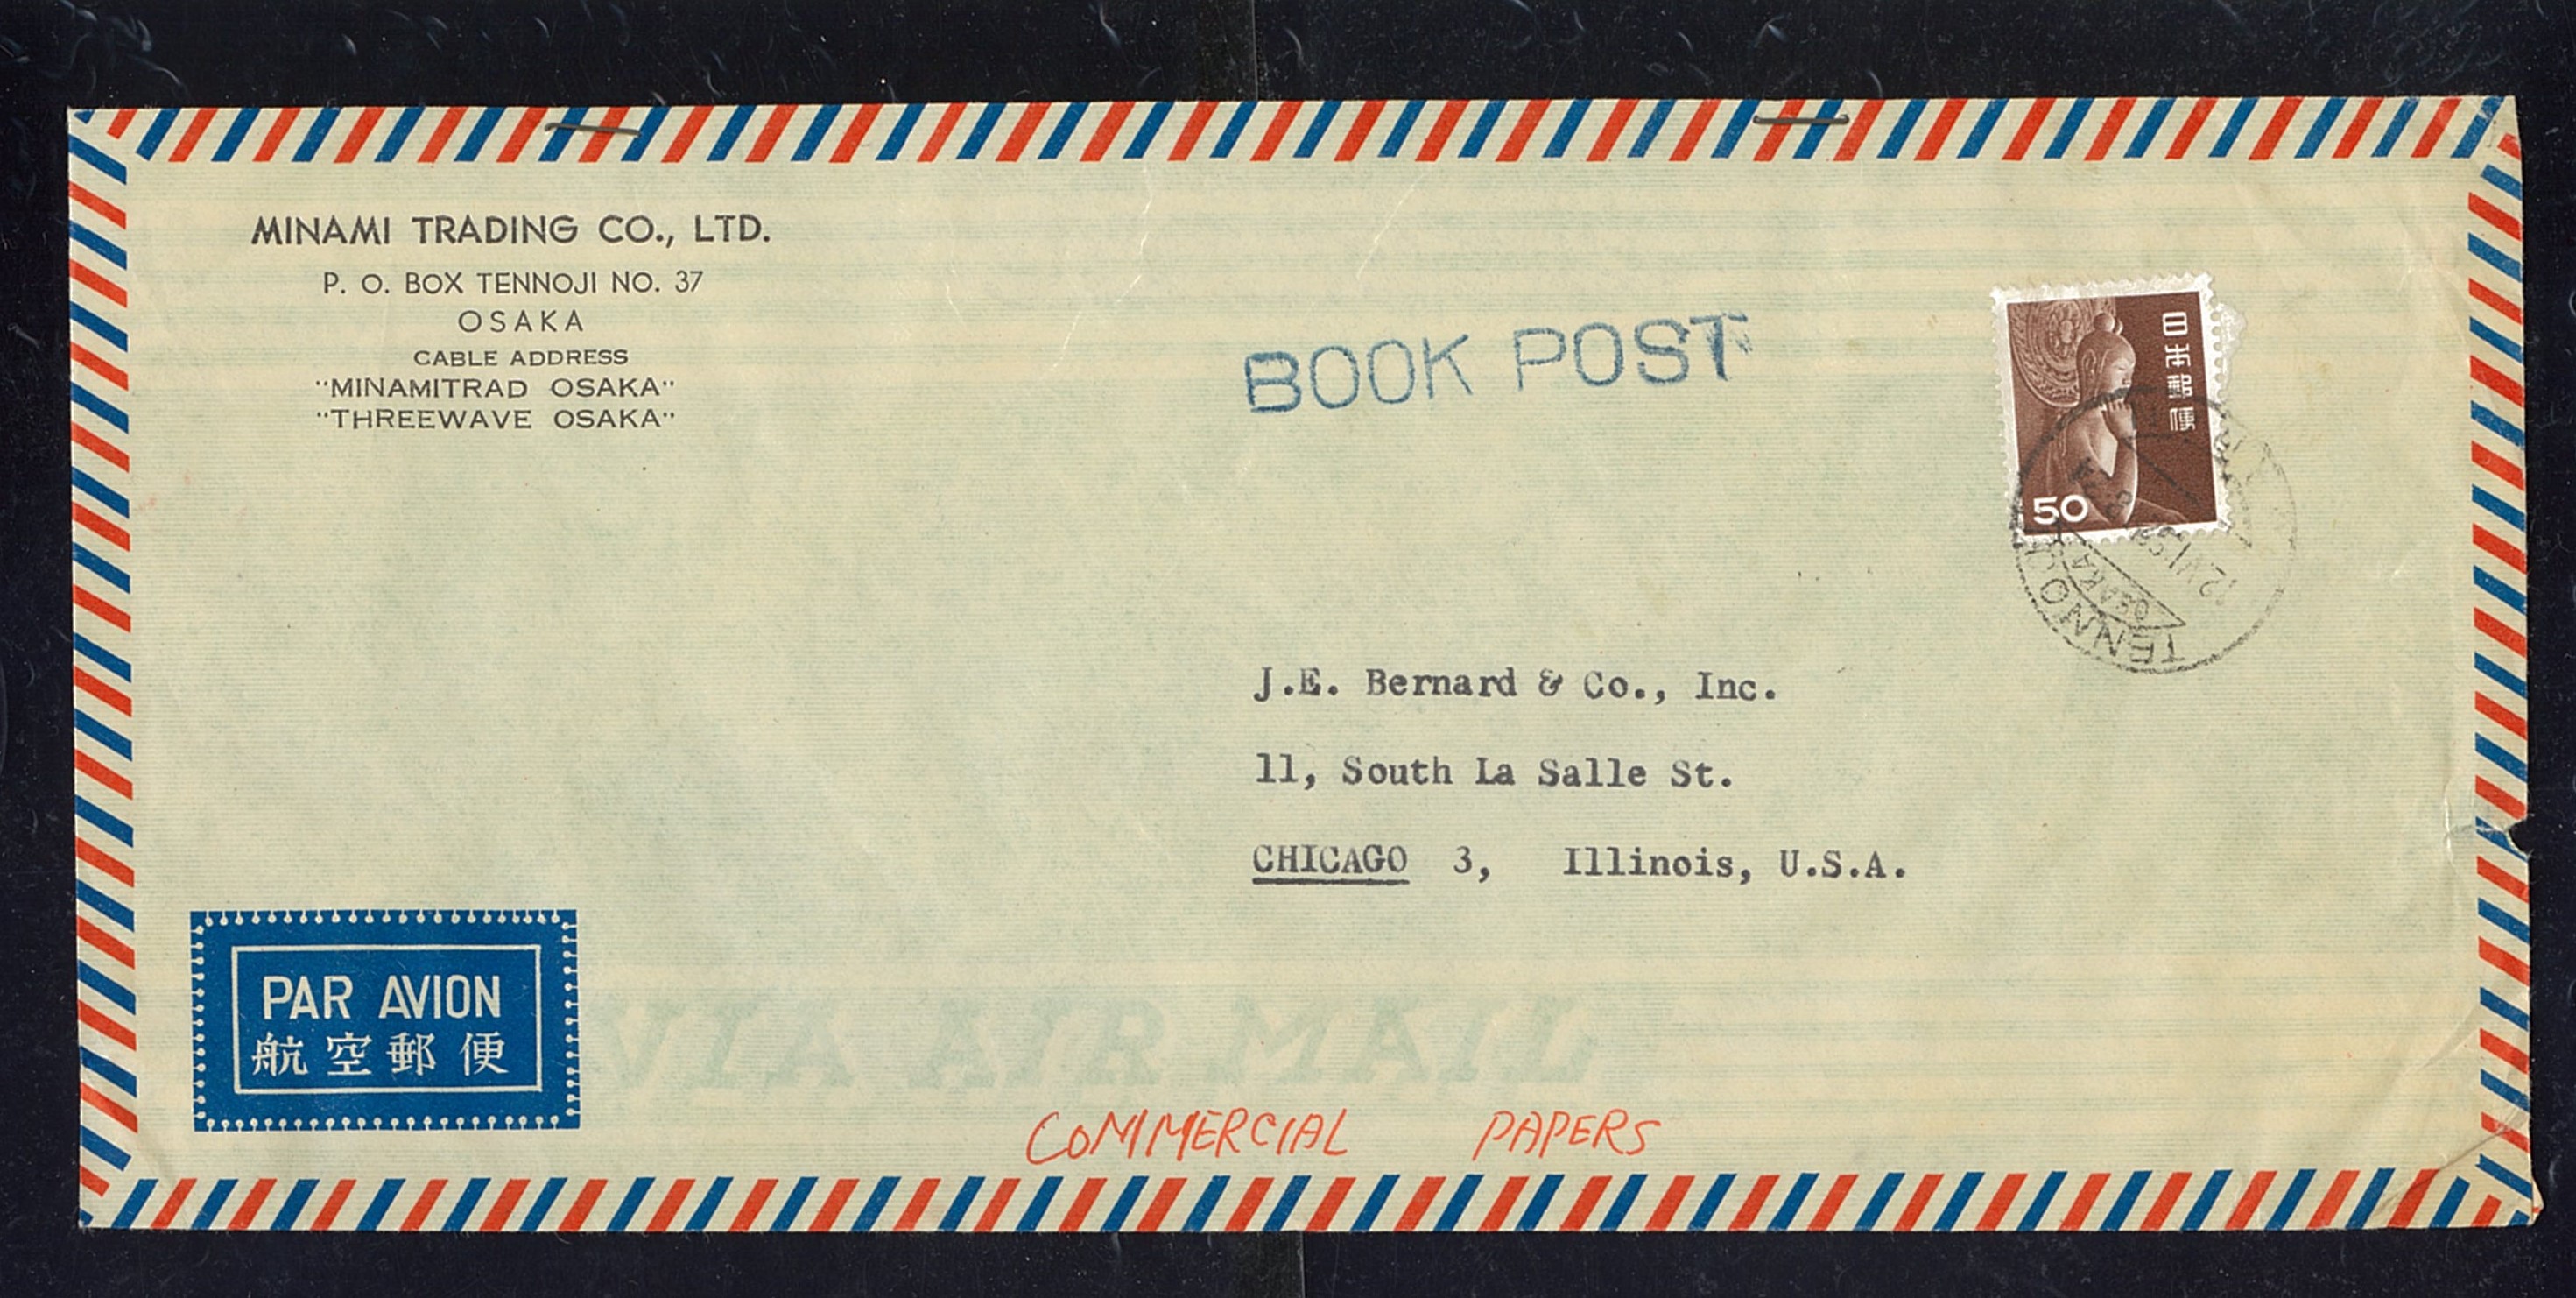 MINAMI TRADING CO., LTD.
P. O. BOX TENNOJI NO. 37
OSAKA
CABLE ADDRESS
"MINAMITRAD OSAKA"
"THREEWAVE OSAKA"
BOOK POST
日本郵便
50
TENNOJI
OSAKA
J.E. Bernard & Co., Inc.
11, South La Salle St.
CHICAGO 3, Illinois, U.S.A.
PAR AVION
航空郵便
VIA AIR MAIL
COMMERCIAL PAPERS